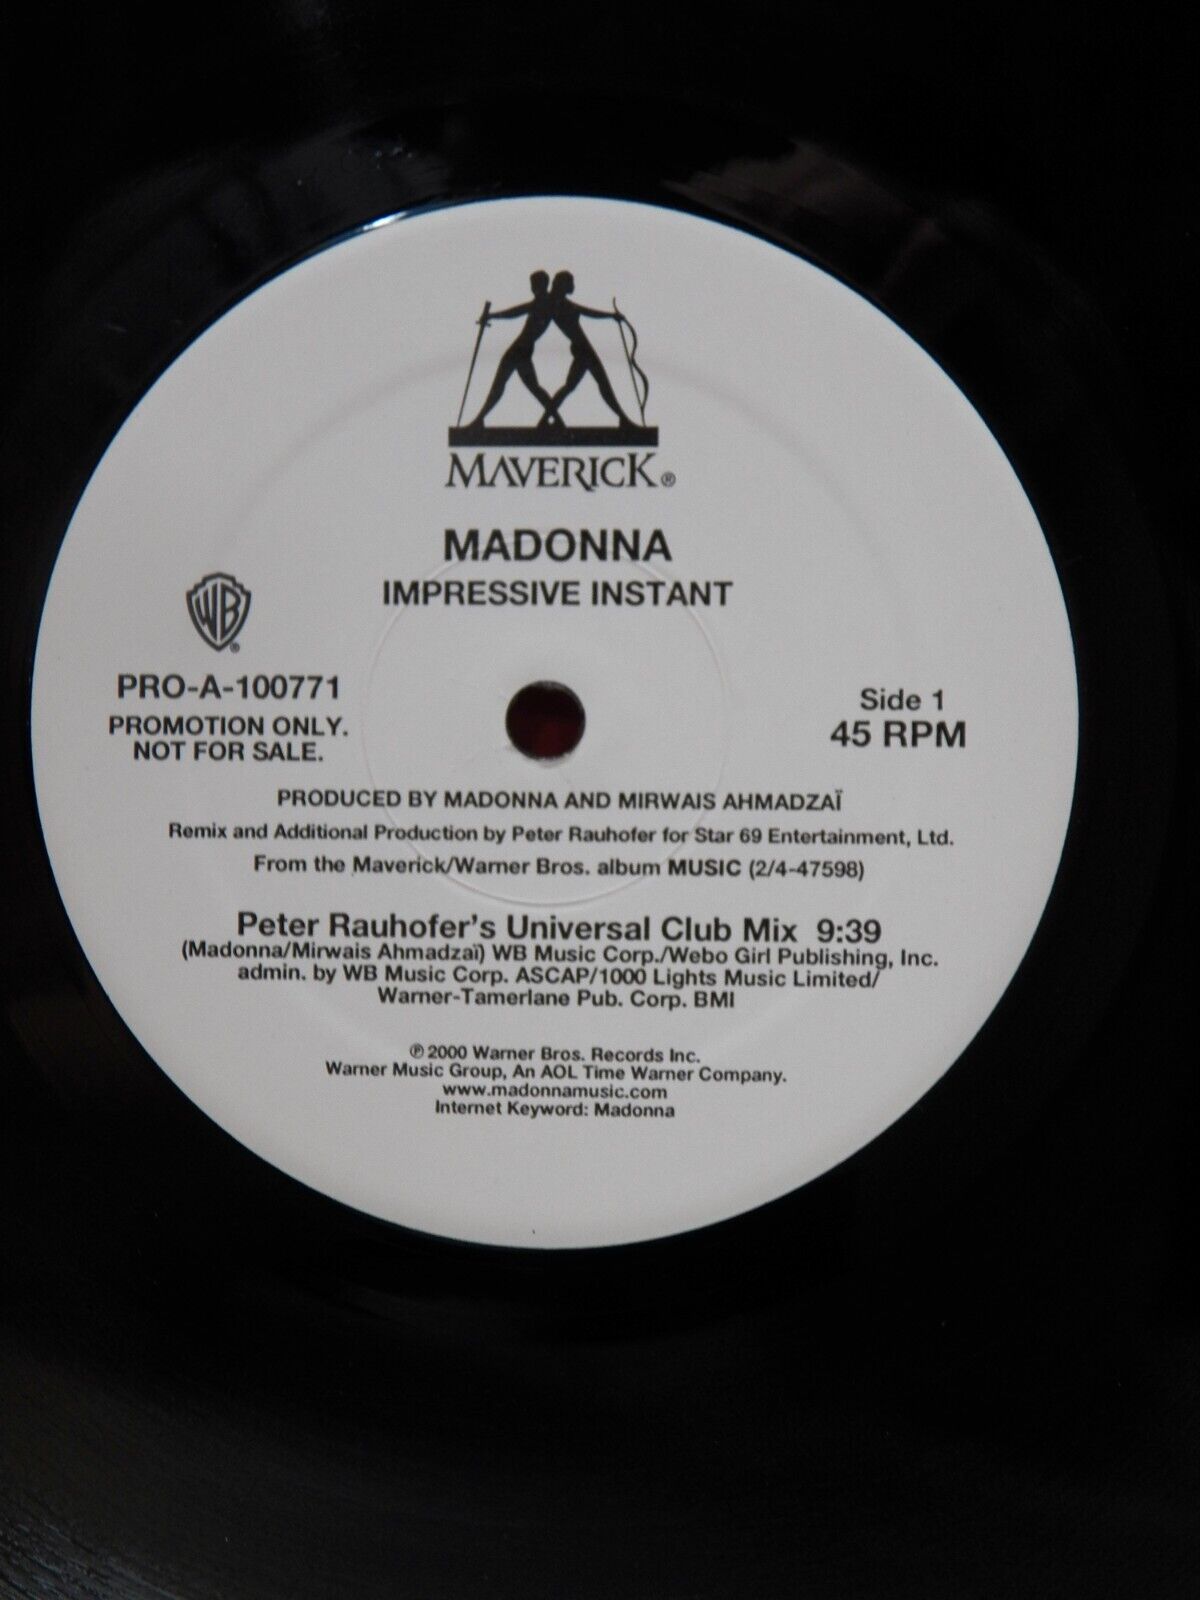 MAVERICK®
MADONNA
IMPRESSIVE INSTANT
WB®
PRO-A-100771
PROMOTION ONLY.
NOT FOR SALE.
Side 1
45 RPM
PRODUCED BY MADONNA AND MIRWAIS AHMADZAÏ
Remix and Additional Production by Peter Rauhofer for Star 69 Entertainment, Ltd.
From the Maverick/Warner Bros. album MUSIC (2/4-47598)
Peter Rauhofer's Universal Club Mix 9:39
(Madonna/Mirwais Ahmadzaï) WB Music Corp./Webo Girl Publishing, Inc.
admin. by WB Music Corp. ASCAP/1000 Lights Music Limited/
Warner-Tamerlane Pub. Corp. BMI
℗ 2000 Warner Bros. Records Inc.
Warner Music Group, An AOL Time Warner Company.
www.madonnamusic.com
Internet Keyword: Madonna